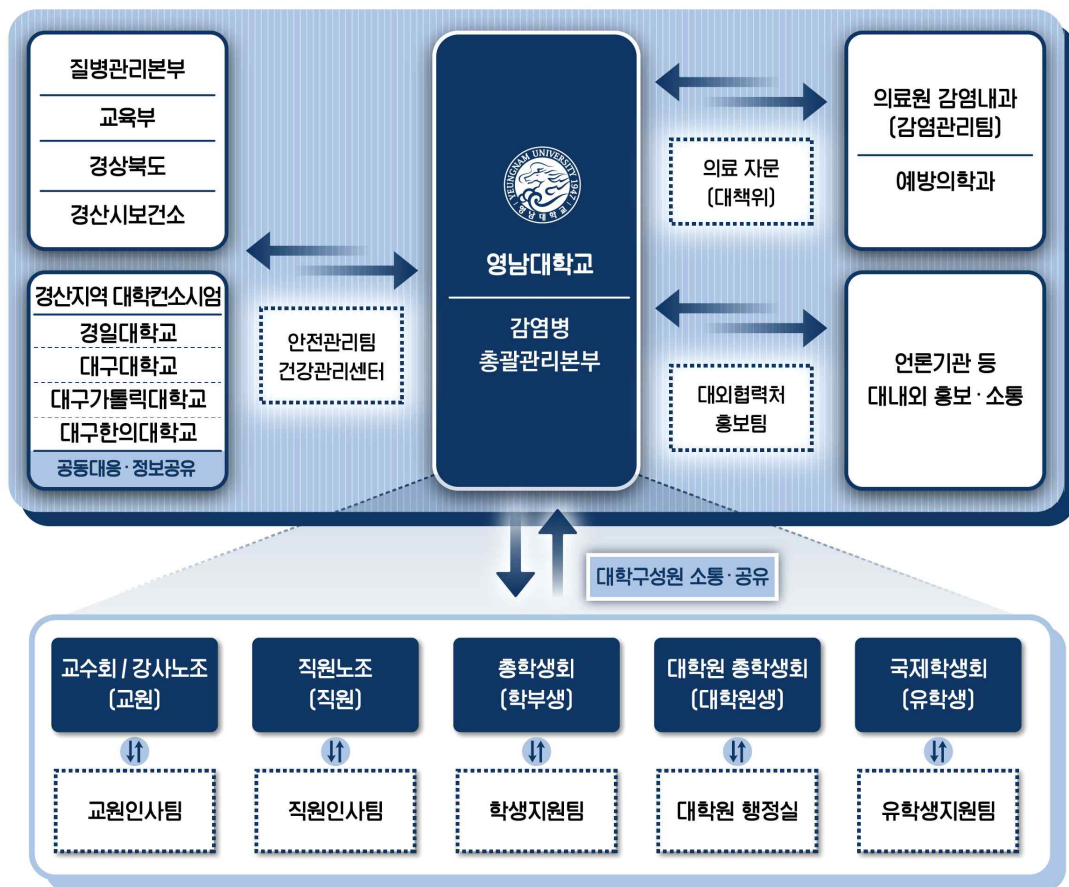 질병관리본부
교육부
경상북도
경산시보건소
경산지역 대학컨소시엄
경일대학교
대구대학교
대구가톨릭대학교
대구한의대학교
공동대응·정보공유
안전관리팀
건강관리센터
YEUNGNAM UNIVERSITY 1947
영남대학교
영남대학교
감염병
총괄관리본부
의료 자문
(대책위)
대외협력처
홍보팀
의료원 감염내과
(감염관리팀)
예방의학과
언론기관 등
대내외 홍보·소통
대학구성원 소통·공유
교수회 / 강사노조
(교원)
직원노조
(직원)
총학생회
(학부생)
대학원 총학생회
(대학원생)
국제학생회
(유학생)
교원인사팀
직원인사팀
학생지원팀
대학원 행정실
유학생지원팀